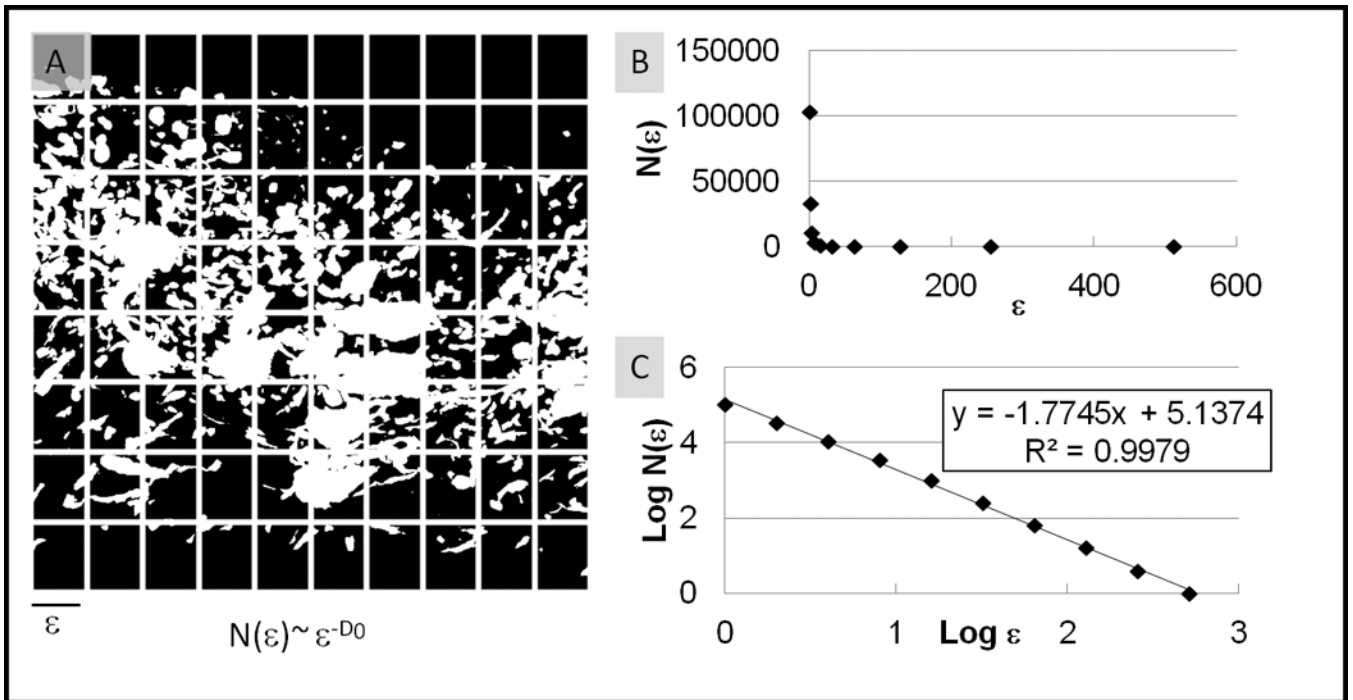 A
ε
N(ε)~ ε-D0
B
150000
100000
50000
0
N(ε)
0 200 400 600
ε
C
6
4
2
0
Log N(ε)
y = -1.7745x + 5.1374
R² = 0.9979
0 1 Log ε 2 3